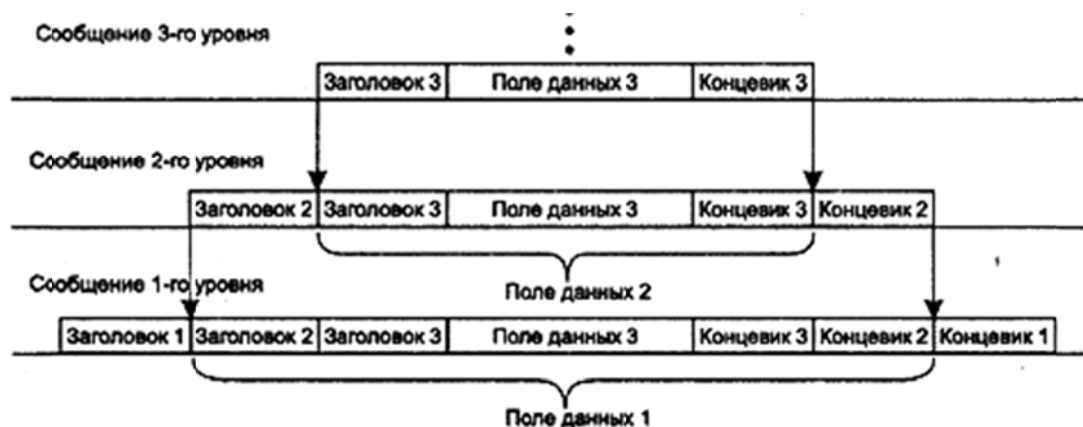 Сообщение 3-го уровня
Заголовок 3 Поле данных 3 Концевик 3
Сообщение 2-го уровня
Заголовок 2 Заголовок 3 Поле данных 3 Концевик 3 Концевик 2
Поле данных 2
Сообщение 1-го уровня
Заголовок 1 Заголовок 2 Заголовок 3 Поле данных 3 Концевик 3 Концевик 2 Концевик 1
Поле данных 1